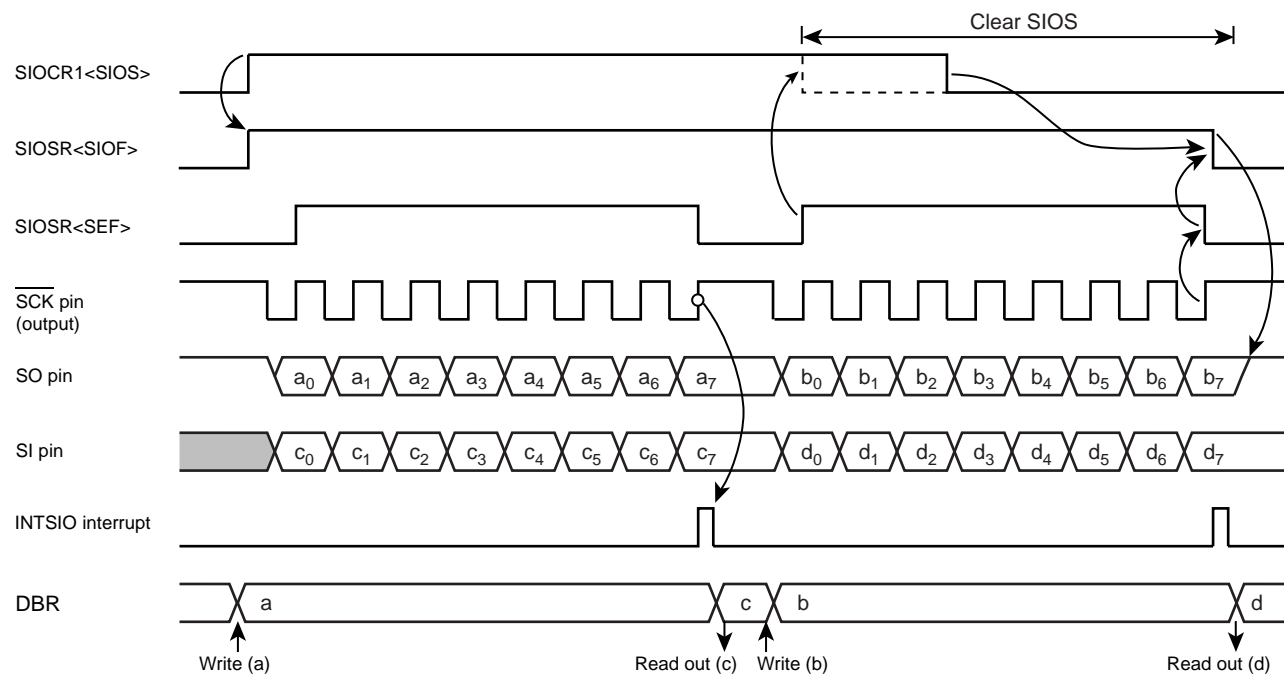 Clear SIOS
SIOCR1<SIOS>
SIOSR<SIOF>
SIOSR<SEF>
SCK pin
(output)
SO pin a0 a1 a2 a3 a4 a5 a6 a7 b0 b1 b2 b3 b4 b5 b6 b7
SI pin c0 c1 c2 c3 c4 c5 c6 c7 d0 d1 d2 d3 d4 d5 d6 d7
INTSIO interrupt
DBR a c b d
Write (a) Read out (c) Write (b) Read out (d)